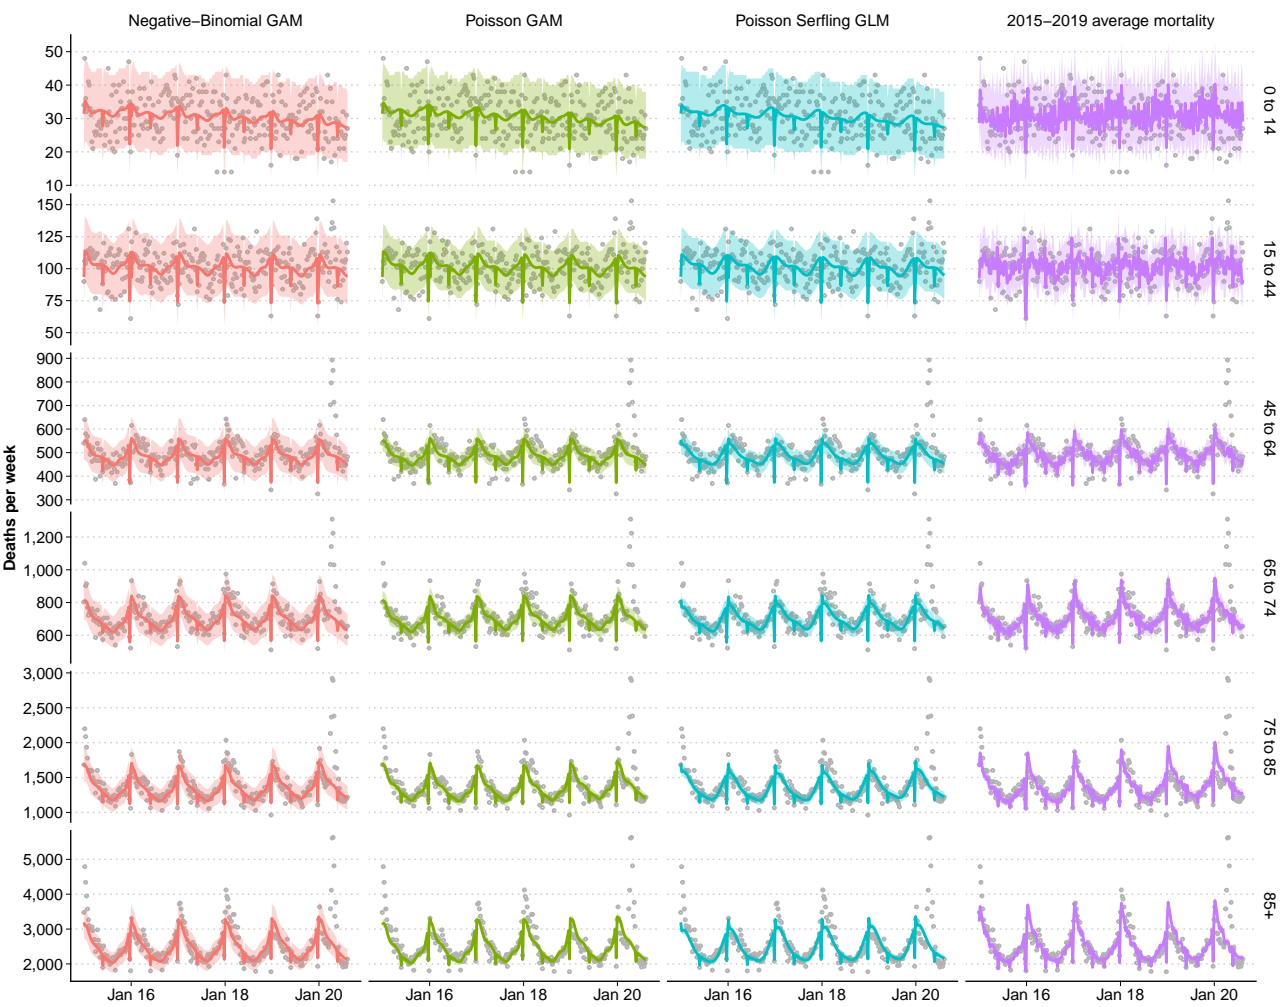 Negative−Binomial GAM
Poisson GAM
Poisson Serfling GLM
2015−2019 average mortality
Deaths per week
50
40
30
20
10
0 to 14
150
125
100
75
50
15 to 44
900
800
700
600
500
400
300
45 to 64
1,200
1,000
800
600
65 to 74
3,000
2,500
2,000
1,500
1,000
75 to 85
5,000
4,000
3,000
2,000
85+
Jan 16 Jan 18 Jan 20
Jan 16 Jan 18 Jan 20
Jan 16 Jan 18 Jan 20
Jan 16 Jan 18 Jan 20